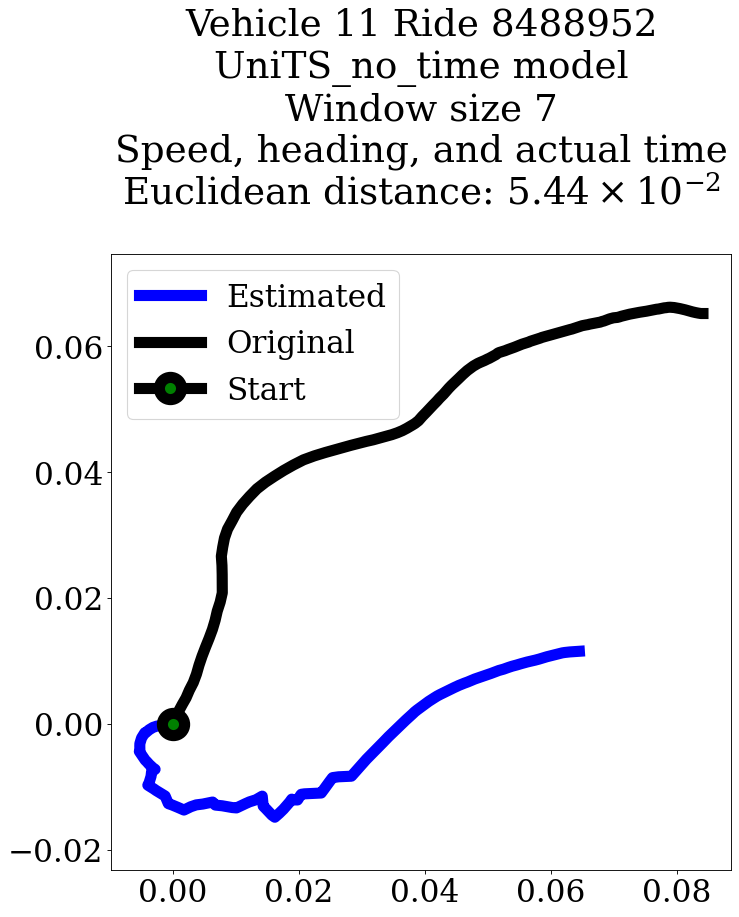 Vehicle 11 Ride 8488952
UniTS_no_time model
Window size 7
Speed, heading, and actual time
Euclidean distance: 5.44 × 10⁻²
Estimated
Original
Start
0.06
0.04
0.02
0.00
−0.02
0.00 0.02 0.04 0.06 0.08